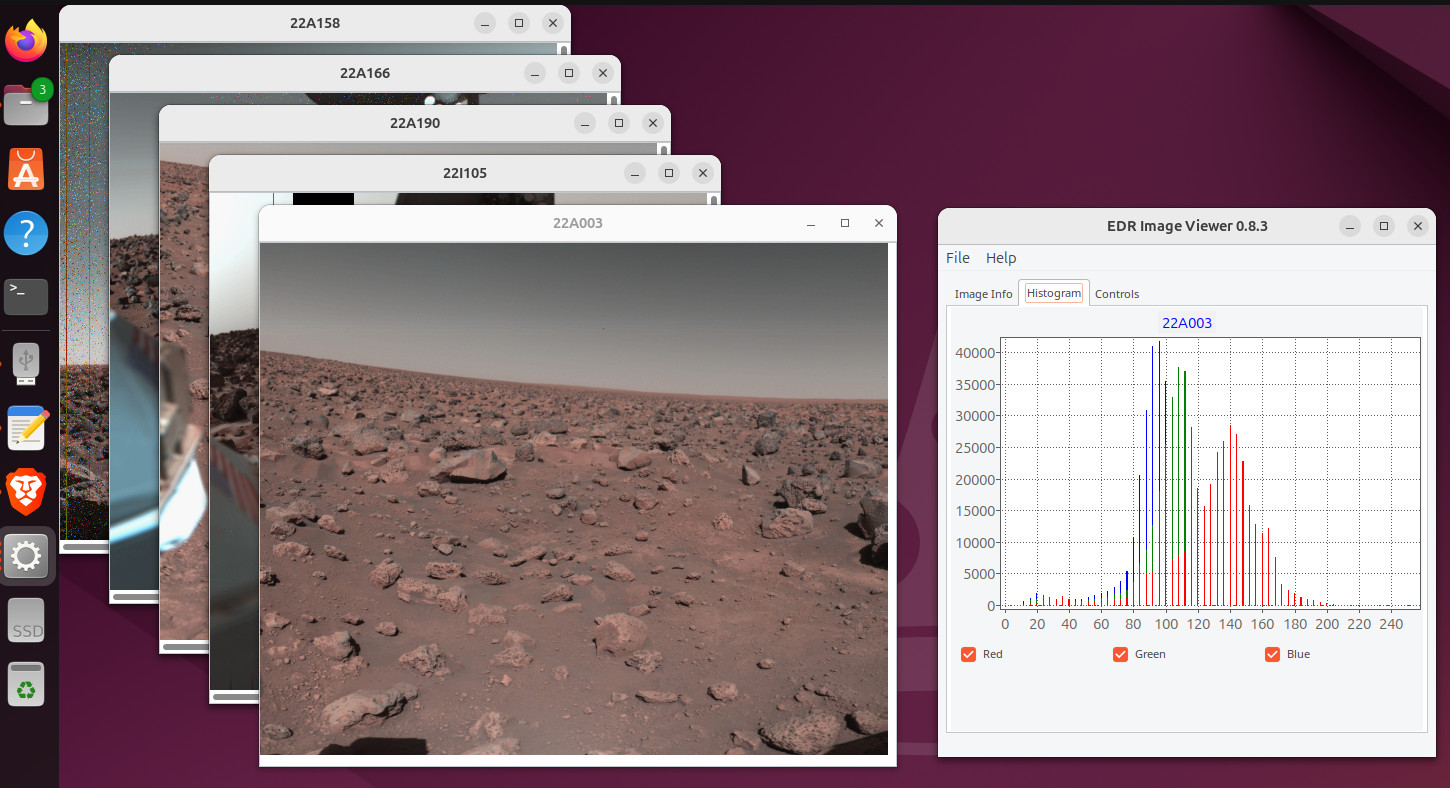 22A158
3
22A166
22A190
22I105
22A003
EDR Image Viewer 0.8.3
File Help
Image Info Histogram Controls
22A003
40000
35000
30000
25000
20000
15000
10000
5000
0
0 20 40 60 80 100 120 140 160 180 200 220 240
Red Green Blue
A
?
>_
SSD